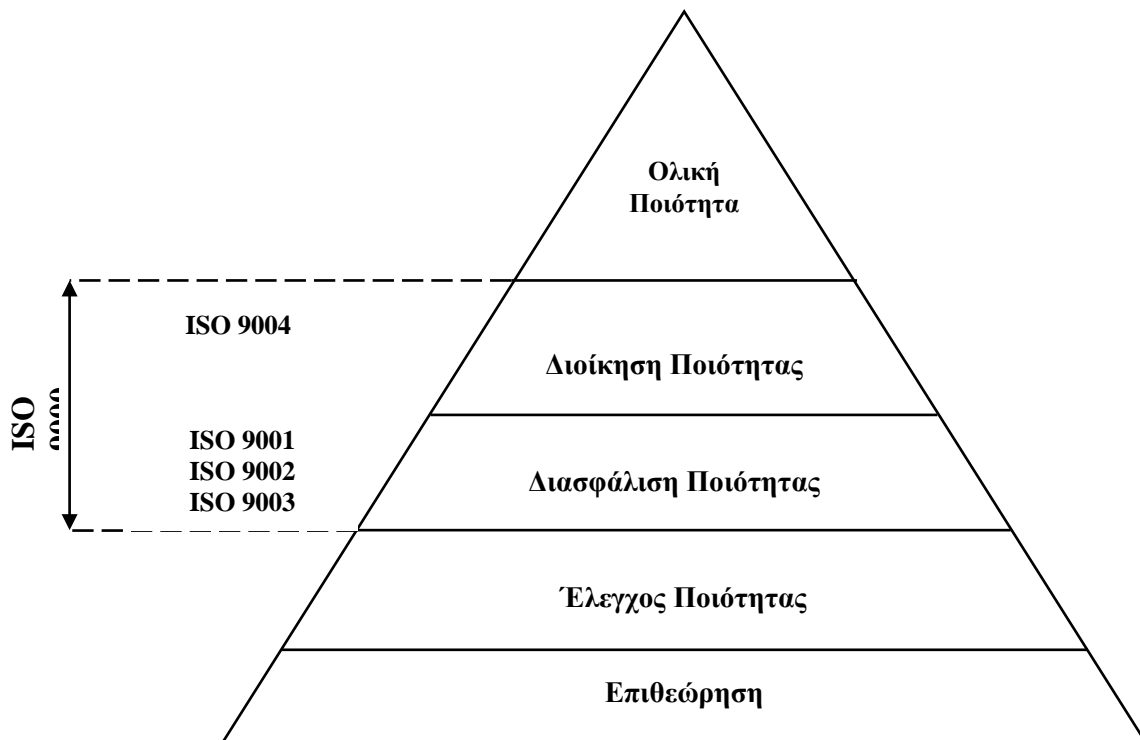 Ολική
Ποιότητα
ISO 9004
Διοίκηση Ποιότητας
ISO
ISO 9001
ISO 9002
ISO 9003
Διασφάλιση Ποιότητας
Έλεγχος Ποιότητας
Επιθεώρηση